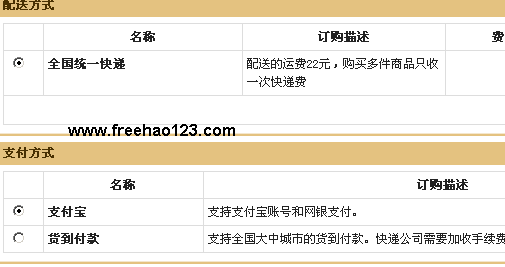 配送方式
名称 订购描述 费
全国统一快递 配送的运费22元，购买多件商品只收
一次快递费
www.freehao123.com
支付方式
名称 订购描述
支付宝 支持支付宝账号和网银支付。
货到付款 支持全国大中城市的货到付款。快递公司需要加收手续费